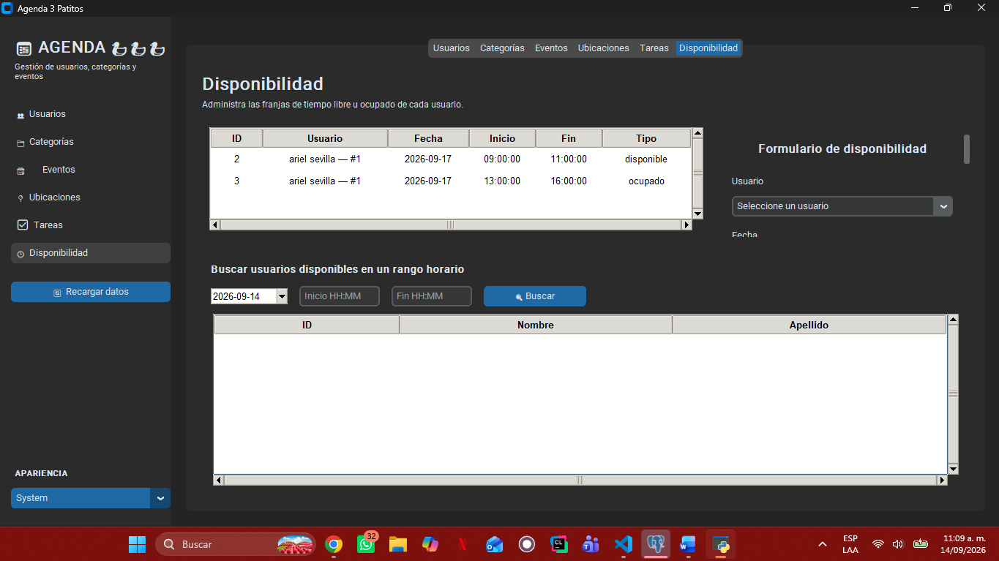 Agenda 3 Patitos
AGENDA
Gestión de usuarios, categorías y
eventos
Usuarios
Categorías
Eventos
Ubicaciones
Tareas
Disponibilidad
Recargar datos
APARIENCIA
System
Usuarios Categorías Eventos Ubicaciones Tareas Disponibilidad
Disponibilidad
Administra las franjas de tiempo libre u ocupado de cada usuario.
ID Usuario Fecha Inicio Fin Tipo
2 ariel sevilla — #1 2026-09-17 09:00:00 11:00:00 disponible
3 ariel sevilla — #1 2026-09-17 13:00:00 16:00:00 ocupado
Formulario de disponibilidad
Usuario
Seleccione un usuario
Fecha
Buscar usuarios disponibles en un rango horario
2026-09-14 Inicio HH:MM Fin HH:MM Buscar
ID Nombre Apellido
Buscar
32
CL
ESP
LAA
11:09 a. m.
14/09/2026